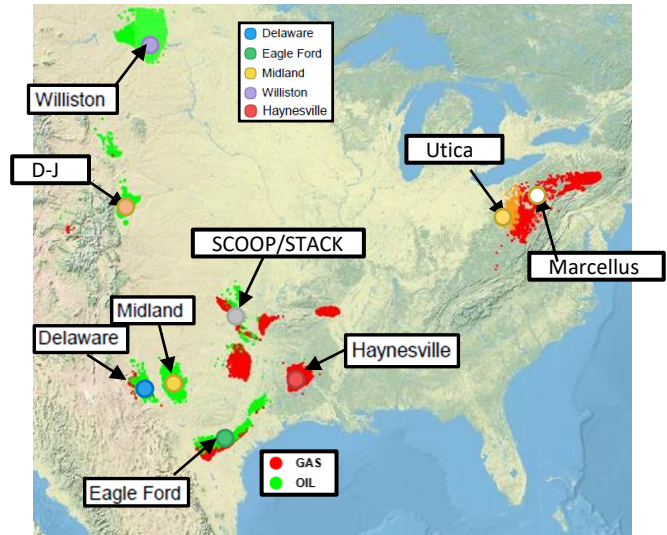 Delaware
Eagle Ford
Midland
Williston
Haynesville
Williston
D-J
Utica
SCOOP/STACK
Marcellus
Midland
Delaware
Haynesville
Eagle Ford
GAS
OIL